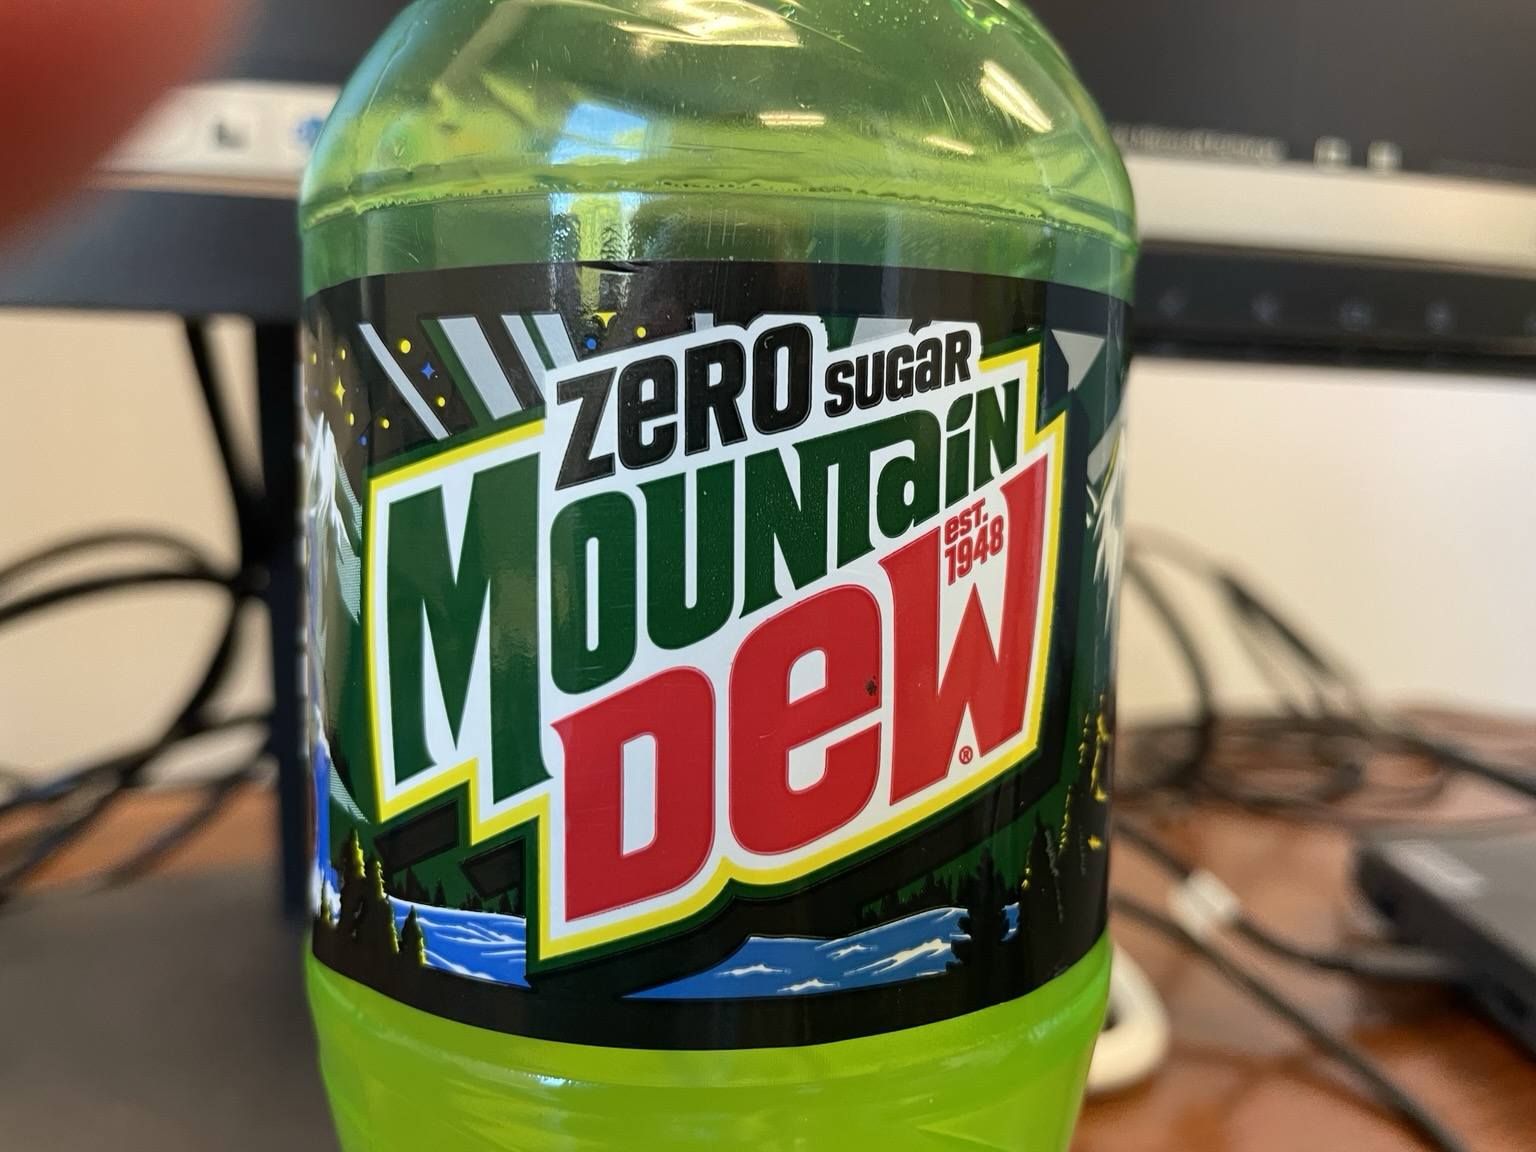 zero sugar
Mountain
Dew
est.
1948
®